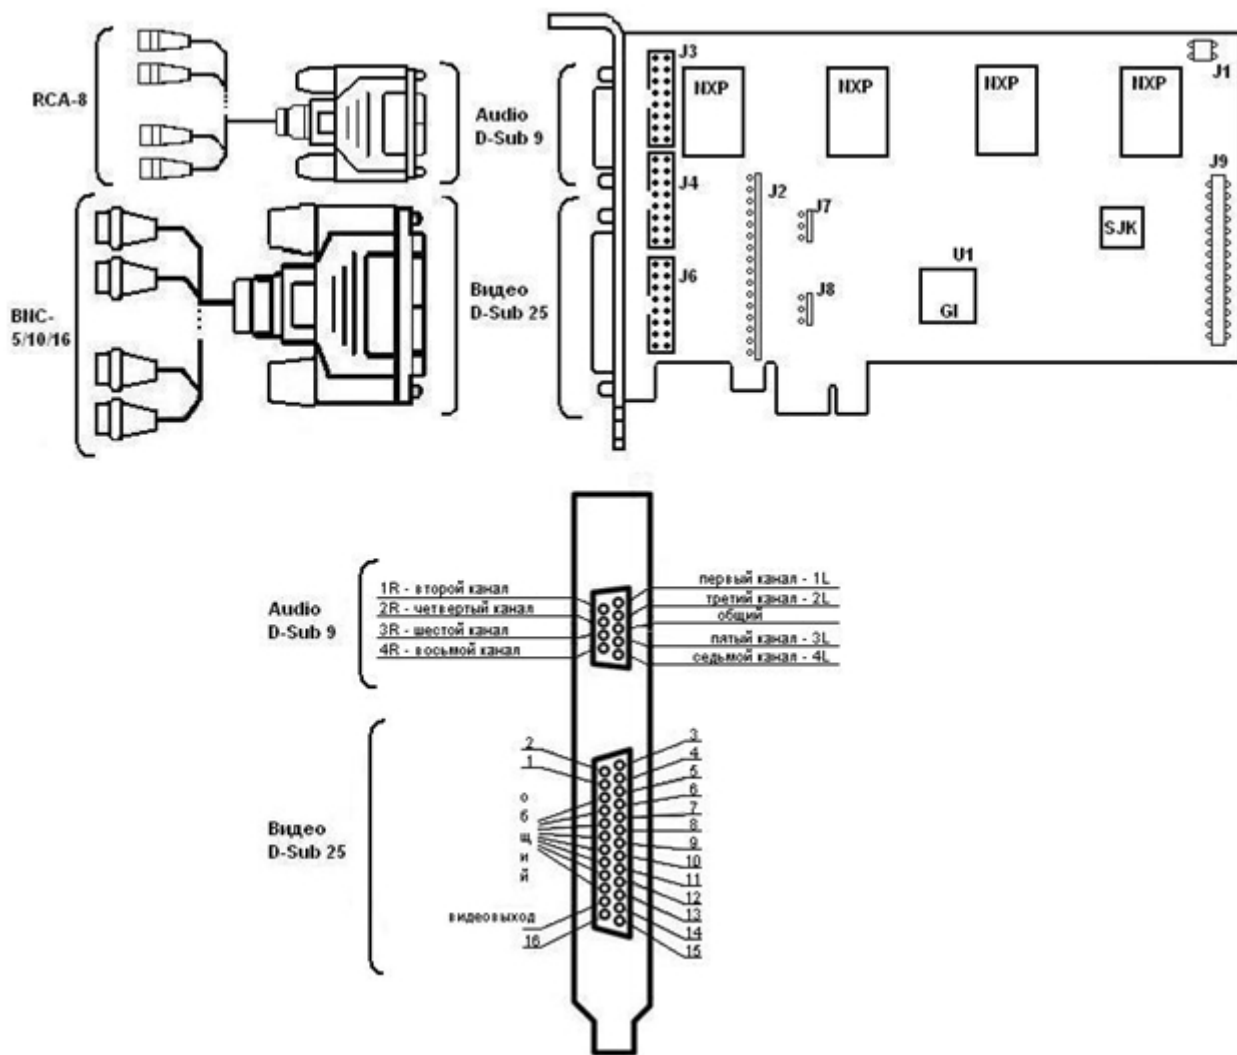 RCA-8
Audio
D-Sub 9
BNC-
5/10/16
Видео
D-Sub 25
J3
NXP
NXP
NXP
NXP
J1
J4
J2
J7
J9
SJK
J6
J8
U1
GI
Audio
D-Sub 9
1R - второй канал
2R - четвертый канал
3R - шестой канал
4R - восьмой канал
первый канал - 1L
третий канал - 2L
общий
пятый канал - 3L
седьмой канал - 4L
Видео
D-Sub 25
2
1
общий
видеовыход
16
3
4
5
6
7
8
9
10
11
12
13
14
15